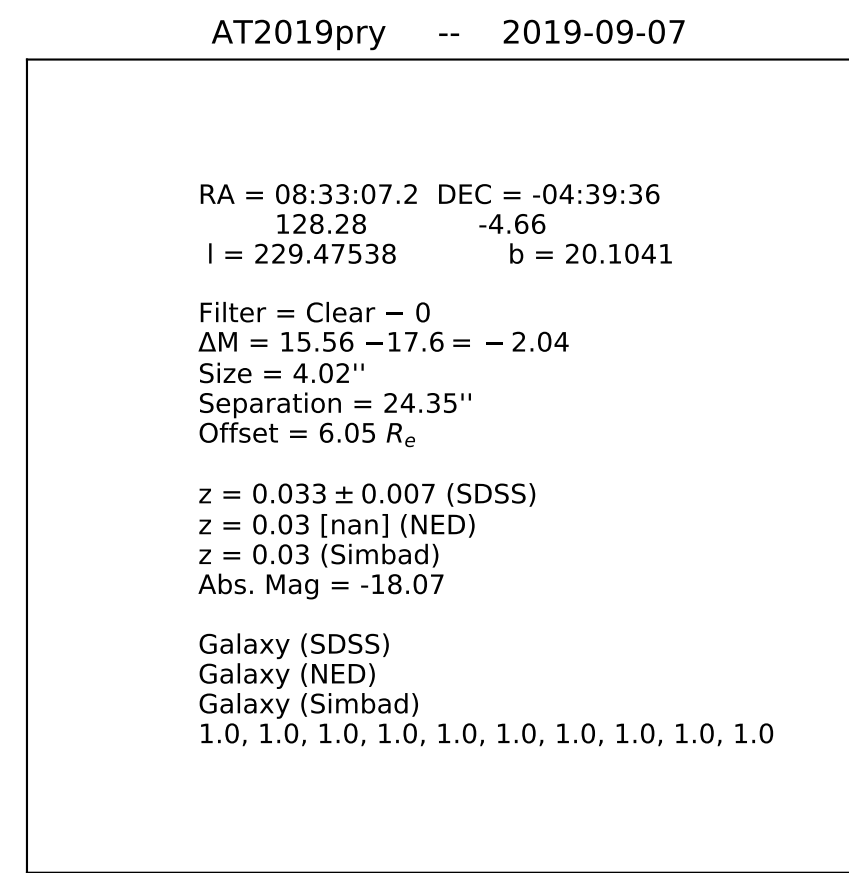 AT2019pry -- 2019-09-07
RA = 08:33:07.2 DEC = -04:39:36
128.28 -4.66
l = 229.47538 b = 20.1041
Filter = Clear − 0
ΔM = 15.56 −17.6 = − 2.04
Size = 4.02''
Separation = 24.35''
Offset = 6.05 Rₑ
z = 0.033 ± 0.007 (SDSS)
z = 0.03 [nan] (NED)
z = 0.03 (Simbad)
Abs. Mag = -18.07
Galaxy (SDSS)
Galaxy (NED)
Galaxy (Simbad)
1.0, 1.0, 1.0, 1.0, 1.0, 1.0, 1.0, 1.0, 1.0, 1.0